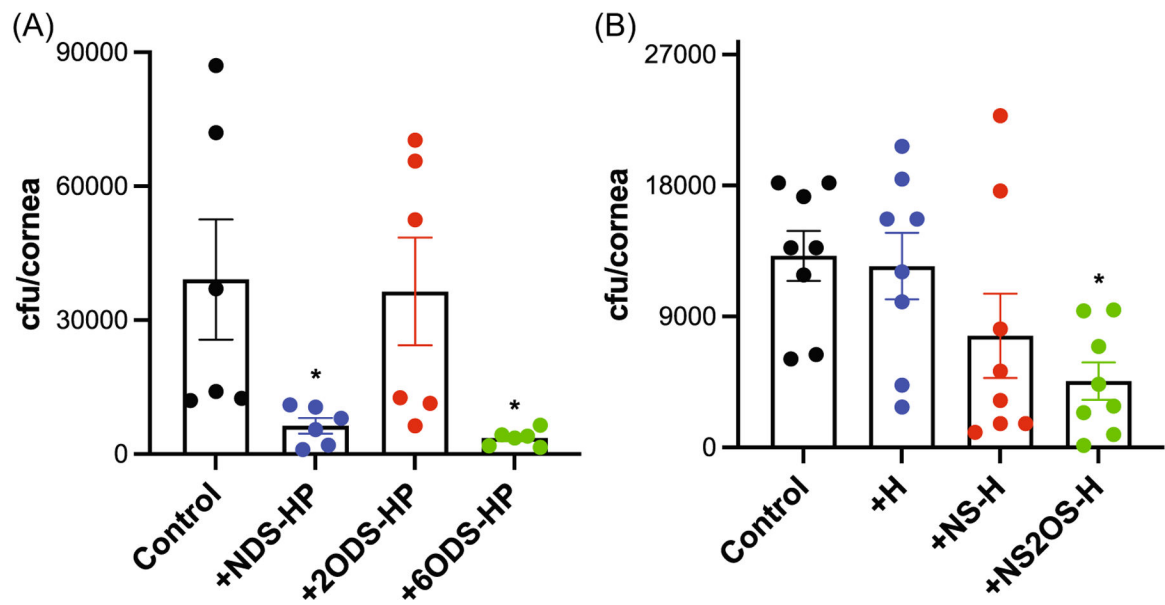 (A)
cfu/cornea
90000
60000
30000
0
*
*
Control
+NDS-HP
+2ODS-HP
+6ODS-HP
(B)
cfu/cornea
27000
18000
9000
0
*
Control
+H
+NS-H
+NS2OS-H